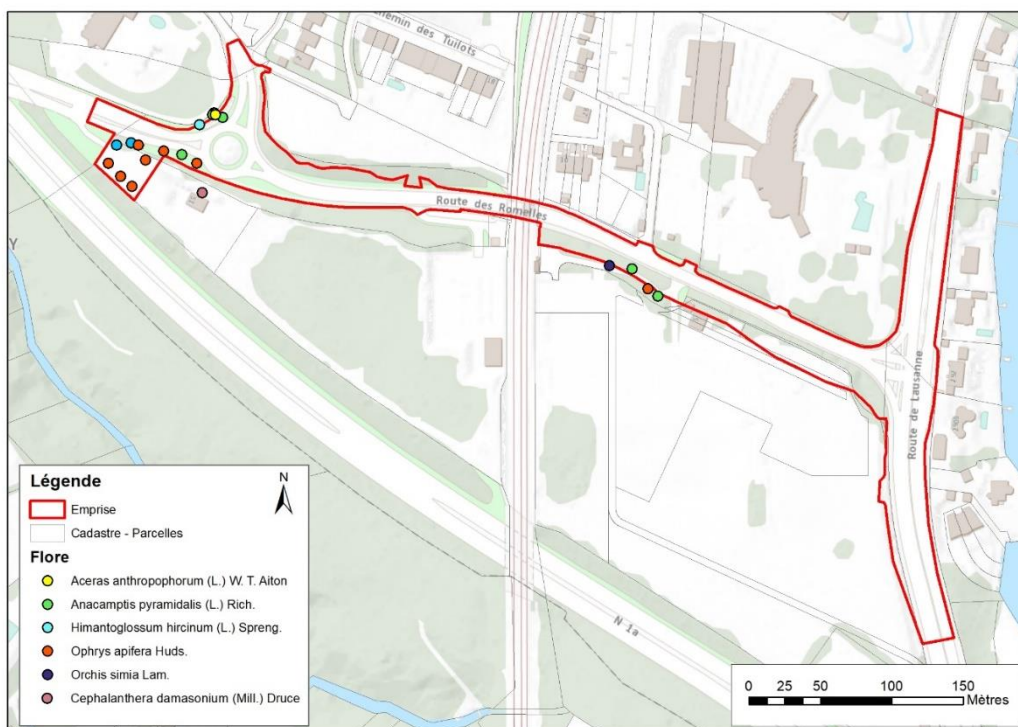 Chemin des Tuilots
Route des Romelles
Route de Lausanne
N 1a
Y
Légende
N
Emprise
Cadastre - Parcelles
Flore
Aceras anthropophorum (L.) W. T. Aiton
Anacamptis pyramidalis (L.) Rich.
Himantoglossum hircinum (L.) Spreng.
Ophrys apifera Huds.
Orchis simia Lam.
Cephalanthera damasonium (Mill.) Druce
0 25 50 100 150
Mètres